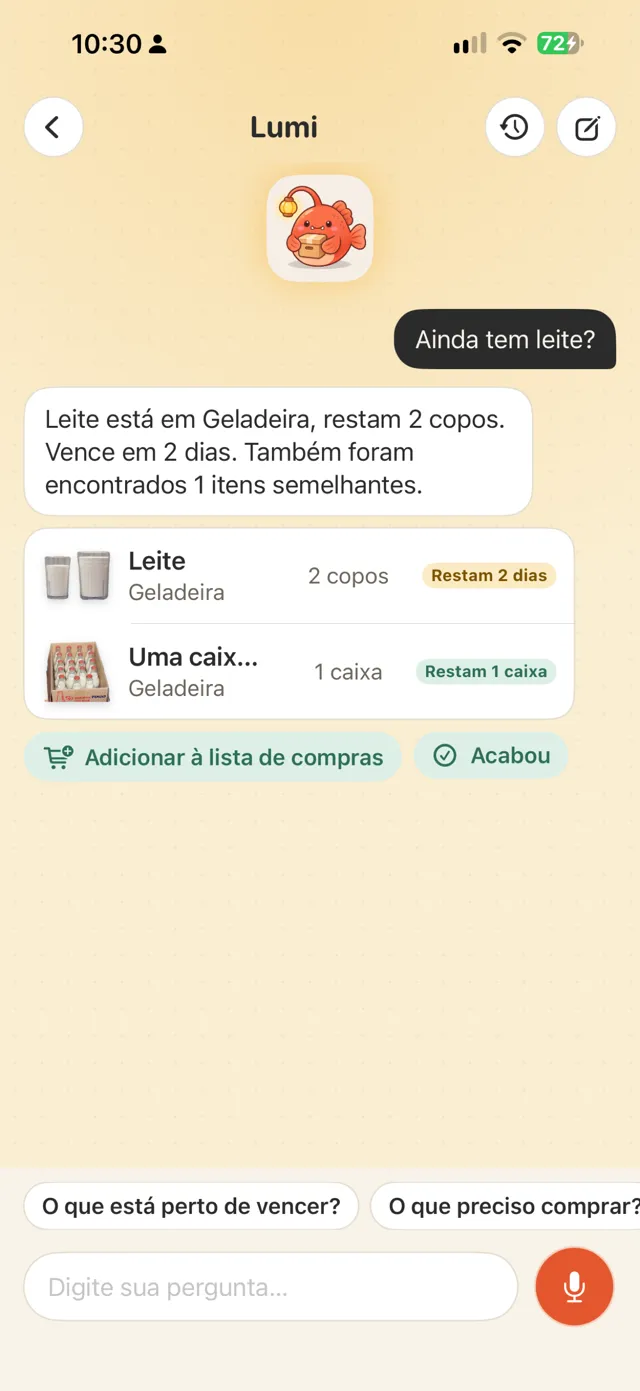 10:30
72
Lumi
Ainda tem leite?
Leite está em Geladeira, restam 2 copos.
Vence em 2 dias. Também foram
encontrados 1 itens semelhantes.
Leite
Geladeira
2 copos
Restam 2 dias
Uma caix...
Geladeira
1 caixa
Restam 1 caixa
Adicionar à lista de compras
Acabou
O que está perto de vencer?
O que preciso comprar?
Digite sua pergunta...